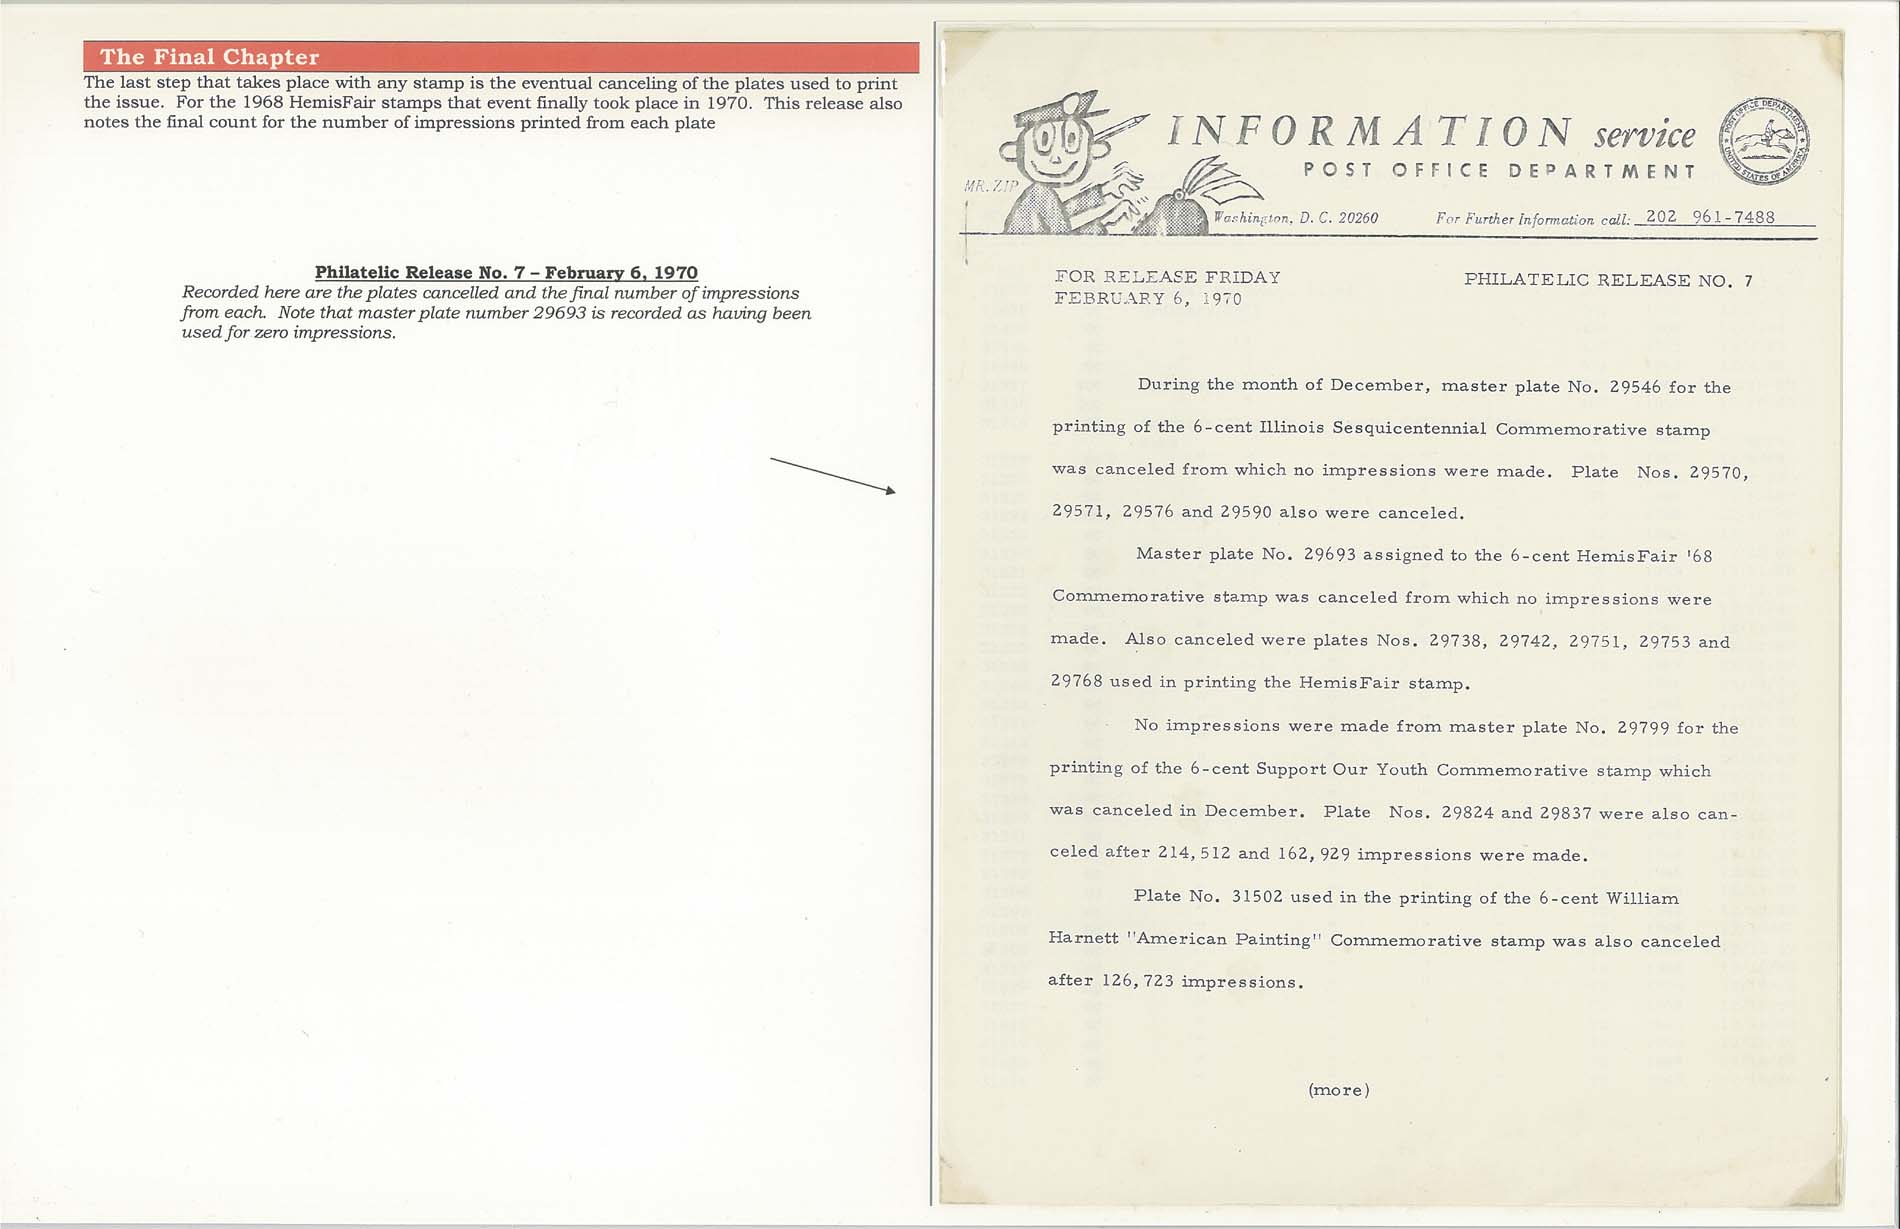 The Final Chapter
The last step that takes place with any stamp is the eventual canceling of the plates used to print
the issue.  For the 1968 HemisFair stamps that event finally took place in 1970.  This release also
notes the final count for the number of impressions printed from each plate
Philatelic Release No. 7 – February 6, 1970
Recorded here are the plates cancelled and the final number of impressions
from each.  Note that master plate number 29693 is recorded as having been
used for zero impressions.
MR. ZIP
INFORMATION service
POST OFFICE DEPARTMENT
POST OFFICE DEPARTMENT
UNITED STATES OF AMERICA
Washington, D. C. 20260
For Further Information call: 202 961-7488
FOR RELEASE FRIDAY
FEBRUARY 6, 1970
PHILATELIC RELEASE NO. 7
During the month of December, master plate No. 29546 for the
printing of the 6-cent Illinois Sesquicentennial Commemorative stamp
was canceled from which no impressions were made.  Plate  Nos. 29570,
29571, 29576 and 29590 also were canceled.
Master plate No. 29693 assigned to the 6-cent HemisFair '68
Commemorative stamp was canceled from which no impressions were
made.  Also canceled were plates Nos. 29738, 29742, 29751, 29753 and
29768 used in printing the HemisFair stamp.
No impressions were made from master plate No. 29799 for the
printing of the 6-cent Support Our Youth Commemorative stamp which
was canceled in December.  Plate  Nos. 29824 and 29837 were also can-
celed after 214,512 and 162,929 impressions were made.
Plate No. 31502 used in the printing of the 6-cent William
Harnett "American Painting" Commemorative stamp was also canceled
after 126,723 impressions.
(more)